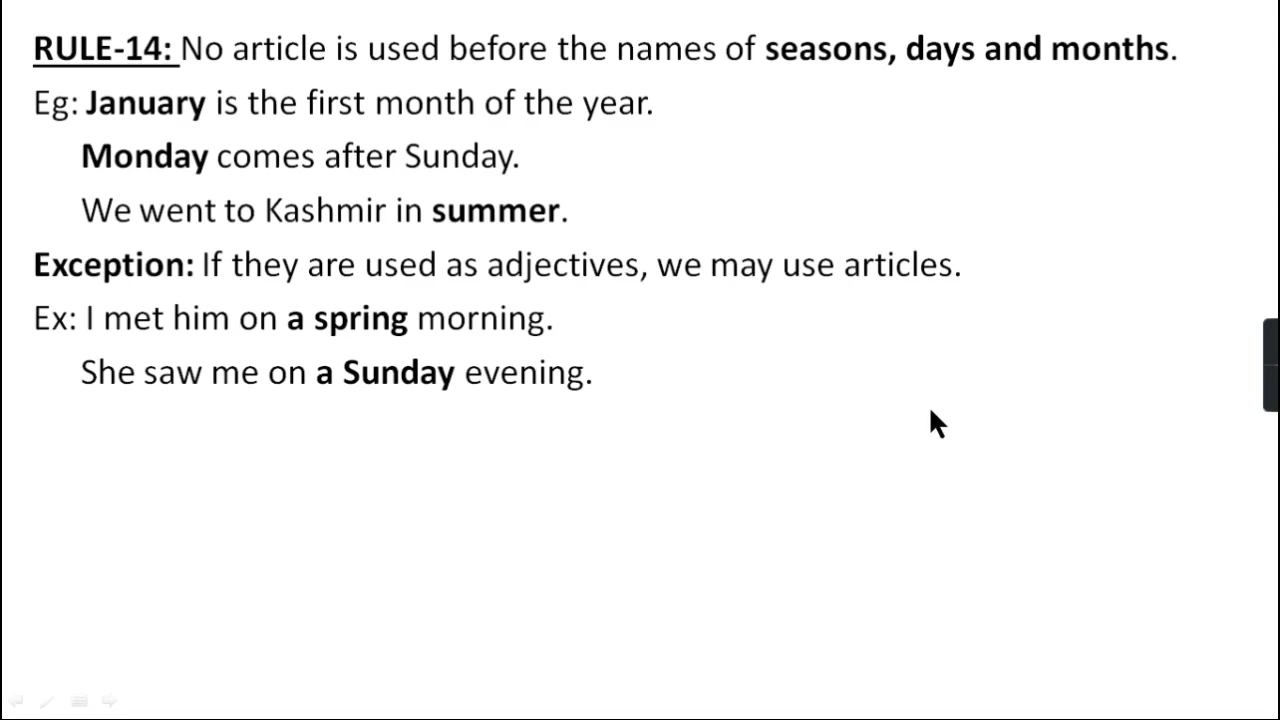 RULE-14: No article is used before the names of seasons, days and months.
Eg: January is the first month of the year.
Monday comes after Sunday.
We went to Kashmir in summer.
Exception: If they are used as adjectives, we may use articles.
Ex: I met him on a spring morning.
She saw me on a Sunday evening.